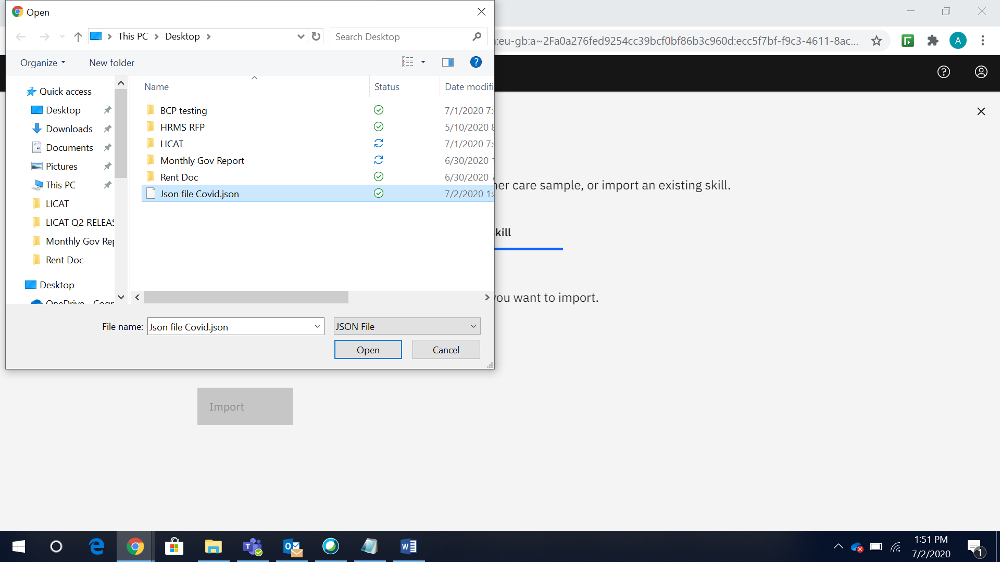 Open
This PC
Desktop
Search Desktop
:eu-gb:a~2Fa0a276fed9254cc39bcf0bf86b3c960d:ecc5f7bf-f9c3-4611-8ac...
A
Organize
New folder
?
?
Name
Status
Date modifi
Quick access
Desktop
Downloads
Documents
Pictures
This PC
LICAT
LICAT Q2 RELEAS
Monthly Gov Rep
Rent Doc
Desktop
OneDrive - Cogn
BCP testing
7/1/2020 7:
HRMS RFP
5/10/2020 8
LICAT
7/1/2020 7:
Monthly Gov Report
6/30/2020 1
Rent Doc
6/30/2020 7
Json file Covid.json
7/2/2020 1:
ner care sample, or import an existing skill.
kill
you want to import.
File name:
Json file Covid.json
JSON File
Open
Cancel
Import
1:51 PM
7/2/2020
1